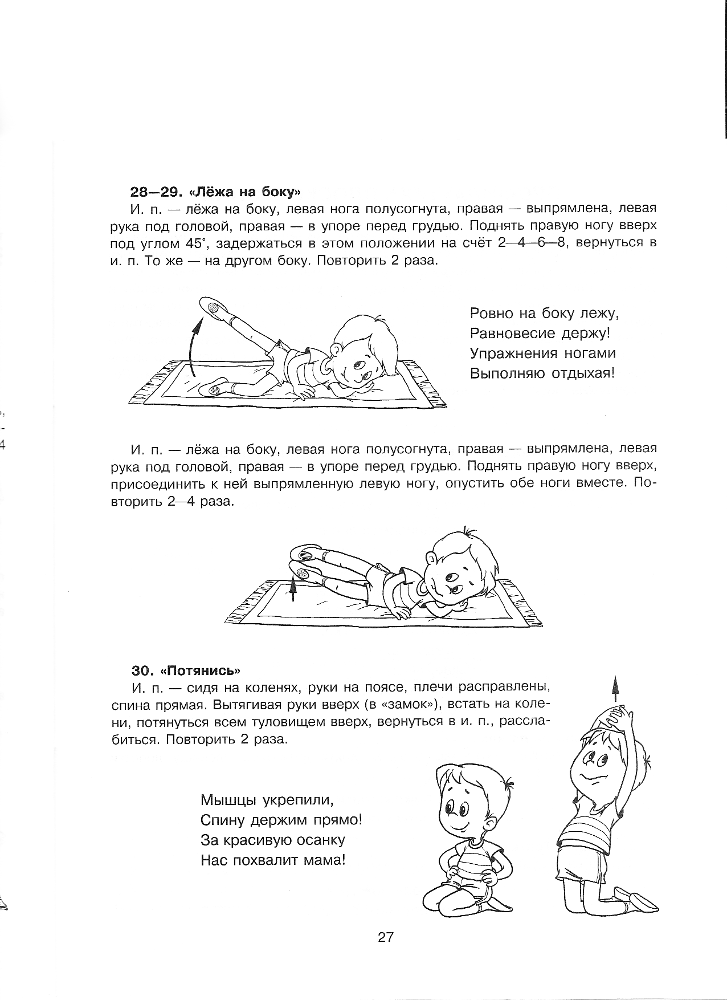 28—29. «Лёжа на боку»
И. п. — лёжа на боку, левая нога полусогнута, правая — выпрямлена, левая
рука под головой, правая — в упоре перед грудью. Поднять правую ногу вверх
под углом 45°, задержаться в этом положении на счёт 2—4—6—8, вернуться в
и. п. То же — на другом боку. Повторить 2 раза.
Ровно на боку лежу,
Равновесие держу!
Упражнения ногами
Выполняю отдыхая!
И. п. — лёжа на боку, левая нога полусогнута, правая — выпрямлена, левая
рука под головой, правая — в упоре перед грудью. Поднять правую ногу вверх,
присоединить к ней выпрямленную левую ногу, опустить обе ноги вместе. По-
вторить 2—4 раза.
30. «Потянись»
И. п. — сидя на коленях, руки на поясе, плечи расправлены,
спина прямая. Вытягивая руки вверх (в «замок»), встать на коле-
ни, потянуться всем туловищем вверх, вернуться в и. п., рассла-
биться. Повторить 2 раза.
Мышцы укрепили,
Спину держим прямо!
За красивую осанку
Нас похвалит мама!
27